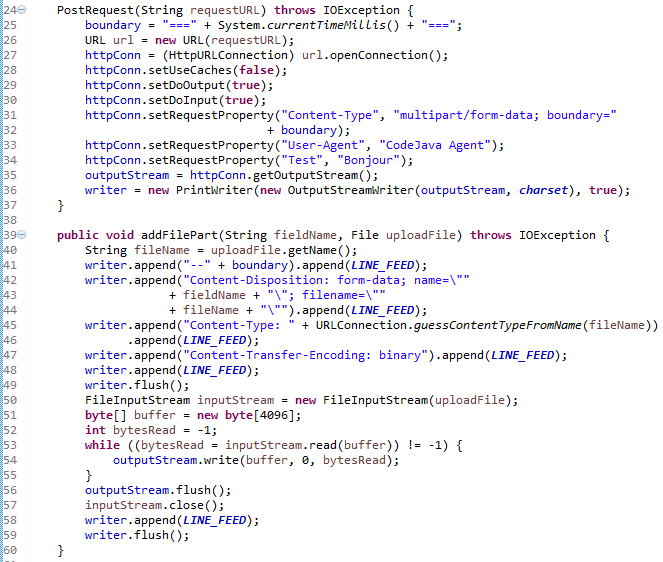 24 PostRequest(String requestURL) throws IOException {
25 boundary = "===" + System.currentTimeMillis() + "===";
26 URL url = new URL(requestURL);
27 httpConn = (HttpURLConnection) url.openConnection();
28 httpConn.setUseCaches(false);
29 httpConn.setDoOutput(true);
30 httpConn.setDoInput(true);
31 httpConn.setRequestProperty("Content-Type", "multipart/form-data; boundary="
32 + boundary);
33 httpConn.setRequestProperty("User-Agent", "CodeJava Agent");
34 httpConn.setRequestProperty("Test", "Bonjour");
35 outputStream = httpConn.getOutputStream();
36 writer = new PrintWriter(new OutputStreamWriter(outputStream, charset), true);
37 }
38
39 public void addFilePart(String fieldName, File uploadFile) throws IOException {
40 String fileName = uploadFile.getName();
41 writer.append("--" + boundary).append(LINE_FEED);
42 writer.append("Content-Disposition: form-data; name=\""
43 + fieldName + "\"; filename=\""
44 + fileName + "\"").append(LINE_FEED);
45 writer.append("Content-Type: " + URLConnection.guessContentTypeFromName(fileName))
46 .append(LINE_FEED);
47 writer.append("Content-Transfer-Encoding: binary").append(LINE_FEED);
48 writer.append(LINE_FEED);
49 writer.flush();
50 FileInputStream inputStream = new FileInputStream(uploadFile);
51 byte[] buffer = new byte[4096];
52 int bytesRead = -1;
53 while ((bytesRead = inputStream.read(buffer)) != -1) {
54 outputStream.write(buffer, 0, bytesRead);
55 }
56 outputStream.flush();
57 inputStream.close();
58 writer.append(LINE_FEED);
59 writer.flush();
60 }